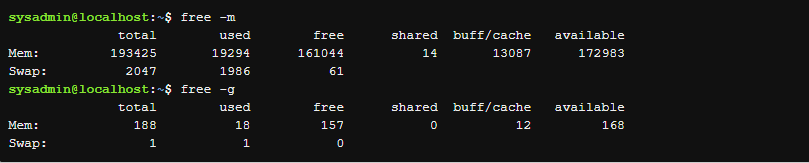 sysadmin@localhost:~$ free -m
              total        used        free      shared  buff/cache   available
Mem:         193425       19294      161044          14       13087      172983
Swap:          2047        1986          61
sysadmin@localhost:~$ free -g
              total        used        free      shared  buff/cache   available
Mem:            188          18         157           0          12         168
Swap:             1           1           0